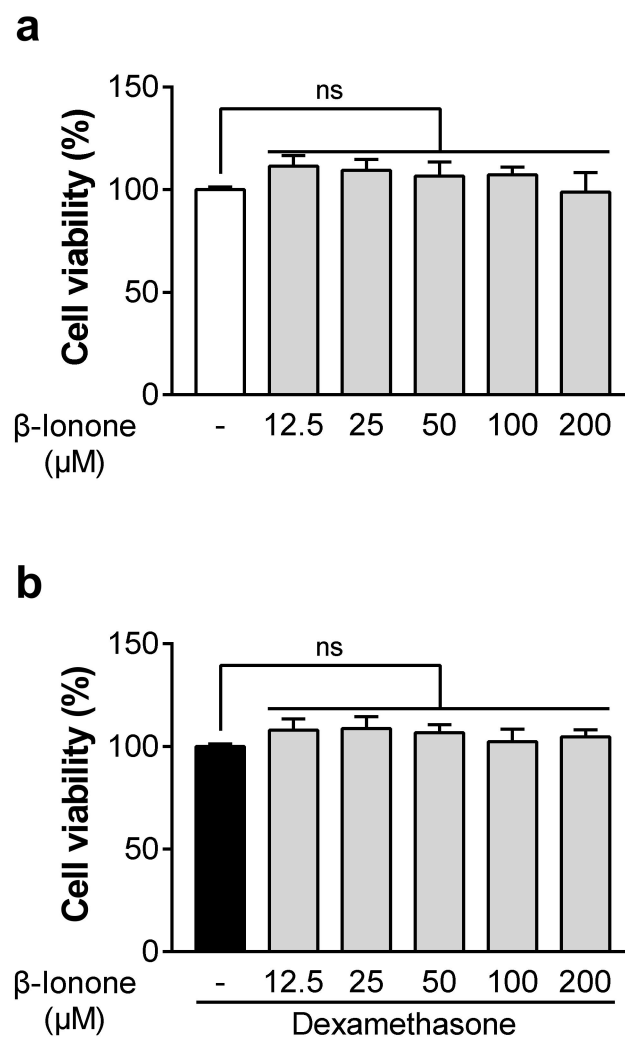 a
ns
150
100
50
0
Cell viability (%)
β-Ionone
(μM)
- 12.5 25 50 100 200
b
ns
150
100
50
0
Cell viability (%)
β-Ionone
(μM)
- 12.5 25 50 100 200
Dexamethasone